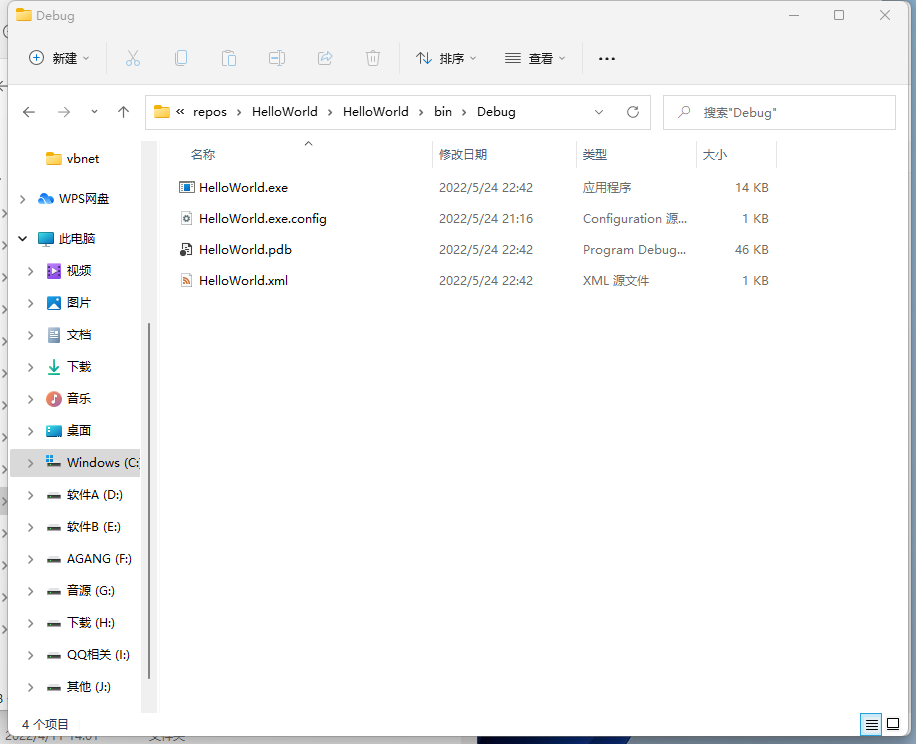 Debug
新建
排序
查看
« repos › HelloWorld › HelloWorld › bin › Debug
搜索"Debug"
vbnet
WPS网盘
此电脑
视频
图片
文档
下载
音乐
桌面
Windows (C:
软件A (D:)
软件B (E:)
AGANG (F:)
音源 (G:)
下载 (H:)
QQ相关 (I:)
其他 (J:)
名称 修改日期 类型 大小
HelloWorld.exe 2022/5/24 22:42 应用程序 14 KB
HelloWorld.exe.config 2022/5/24 21:16 Configuration 源... 1 KB
HelloWorld.pdb 2022/5/24 22:42 Program Debug... 46 KB
HelloWorld.xml 2022/5/24 22:42 XML 源文件 1 KB
4 个项目